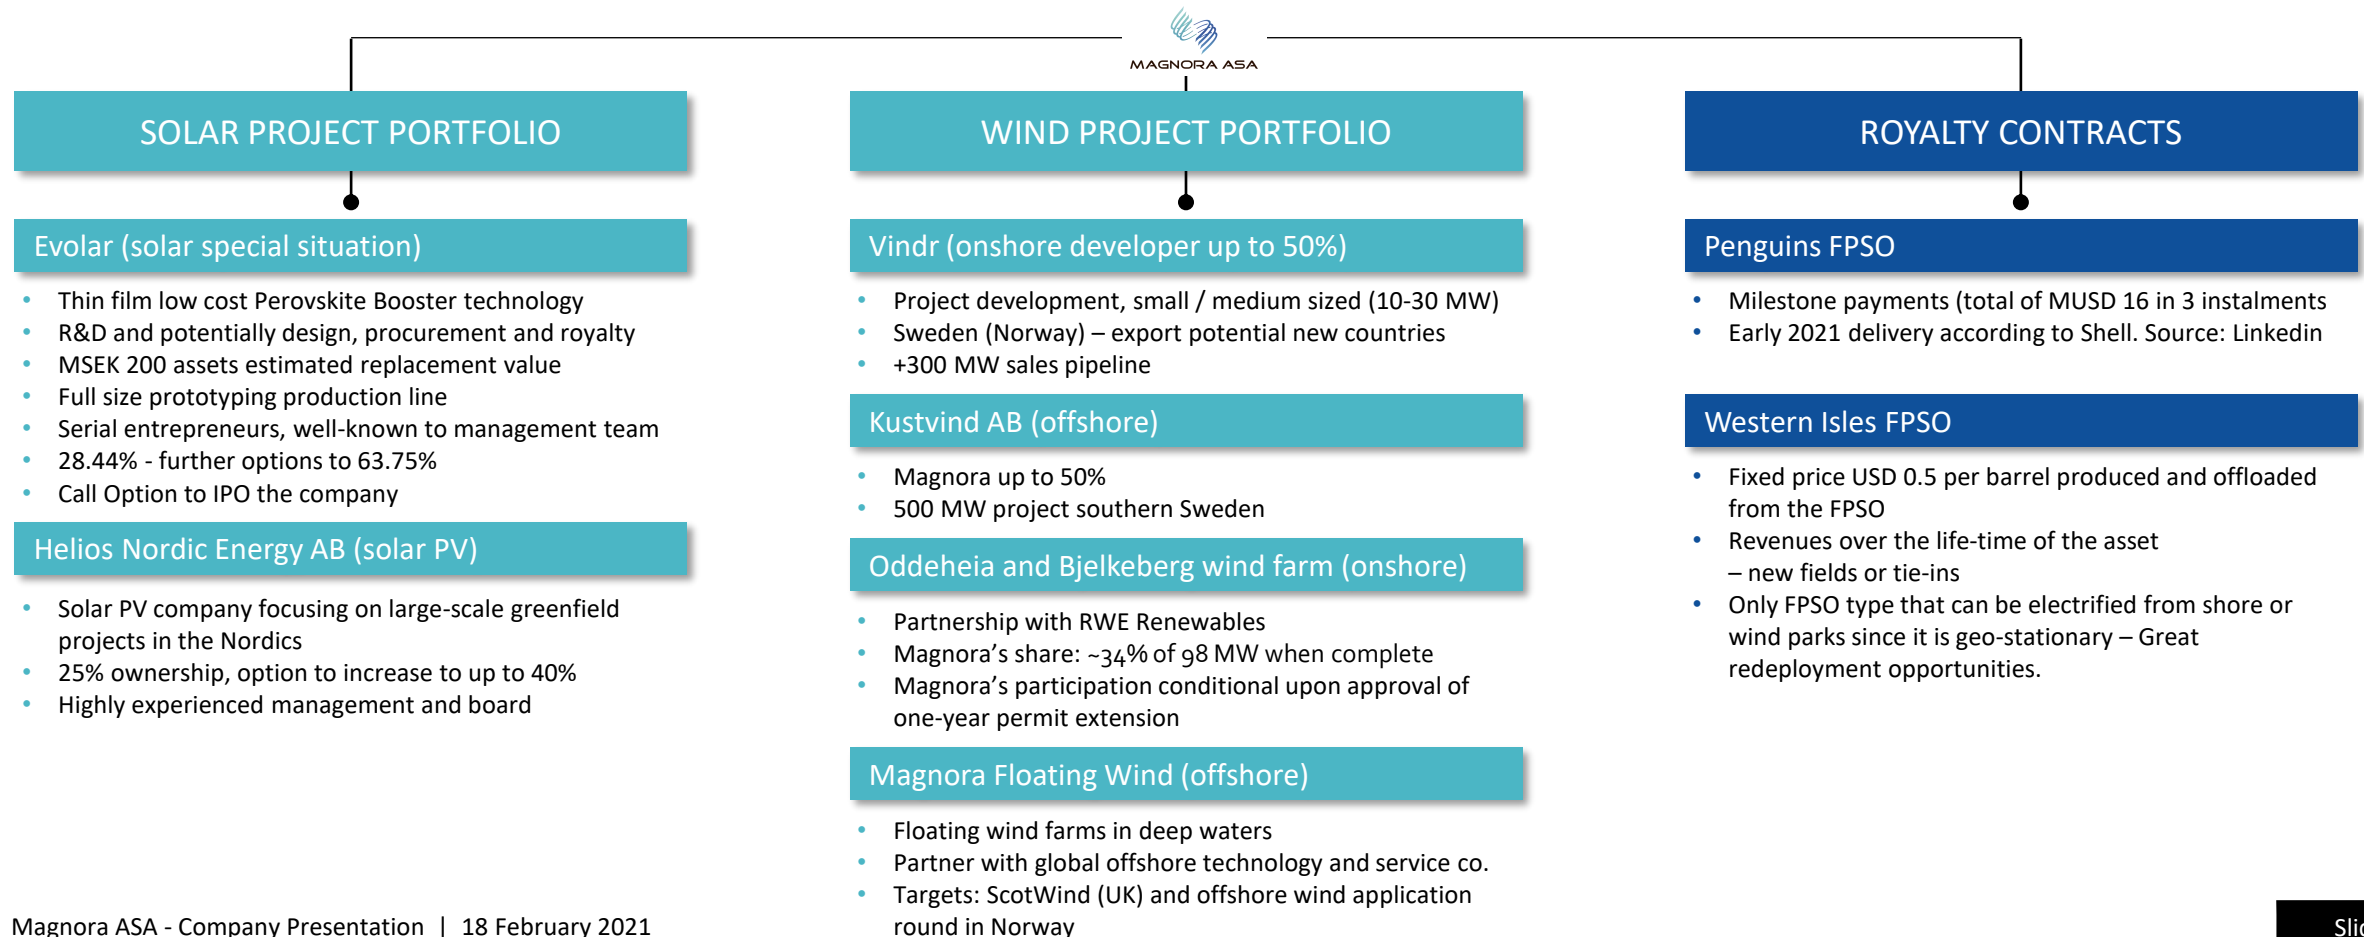 MAGNORA ASA
SOLAR PROJECT PORTFOLIO
Evolar (solar special situation)
• Thin film low cost Perovskite Booster technology
• R&D and potentially design, procurement and royalty
• MSEK 200 assets estimated replacement value
• Full size prototyping production line
• Serial entrepreneurs, well-known to management team
• 28.44% - further options to 63.75%
• Call Option to IPO the company
Helios Nordic Energy AB (solar PV)
• Solar PV company focusing on large-scale greenfield
projects in the Nordics
• 25% ownership, option to increase to up to 40%
• Highly experienced management and board
WIND PROJECT PORTFOLIO
Vindr (onshore developer up to 50%)
• Project development, small / medium sized (10-30 MW)
• Sweden (Norway) – export potential new countries
• +300 MW sales pipeline
Kustvind AB (offshore)
• Magnora up to 50%
• 500 MW project southern Sweden
Oddeheia and Bjelkeberg wind farm (onshore)
• Partnership with RWE Renewables
• Magnora’s share: ~34% of 98 MW when complete
• Magnora’s participation conditional upon approval of
one-year permit extension
Magnora Floating Wind (offshore)
• Floating wind farms in deep waters
• Partner with global offshore technology and service co.
• Targets: ScotWind (UK) and offshore wind application
round in Norway
ROYALTY CONTRACTS
Penguins FPSO
• Milestone payments (total of MUSD 16 in 3 instalments
• Early 2021 delivery according to Shell. Source: Linkedin
Western Isles FPSO
• Fixed price USD 0.5 per barrel produced and offloaded
from the FPSO
• Revenues over the life-time of the asset
– new fields or tie-ins
• Only FPSO type that can be electrified from shore or
wind parks since it is geo-stationary – Great
redeployment opportunities.
Magnora ASA - Company Presentation | 18 February 2021